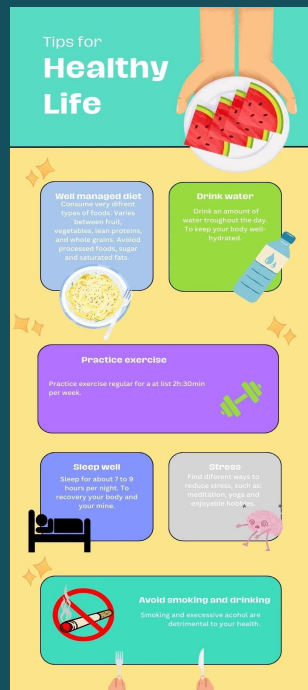 Tips for
Healthy
Life
Well managed diet
Consume very difrent
types of foods. Varies
between fruit,
vegetables, lean proteins,
and whole grains. Avoiod
processed foods, sugar
and saturated fats.
Drink water
Drink an amount of
water troughout the day.
To keep your body well-
hydrated.
Practice exercise
Practice exercise regular for a at list 2h:30min
per week.
Sleep well
Sleep for about 7 to 9
hours per night. To
recovery your body and
your mine.
Stress
Find diferent ways to
reduce stress, such as:
meditation, yoga and
enjoyable hobbies.
Avoid smoking and drinking
Smoking and execessive acohol are
detrimental to your health.